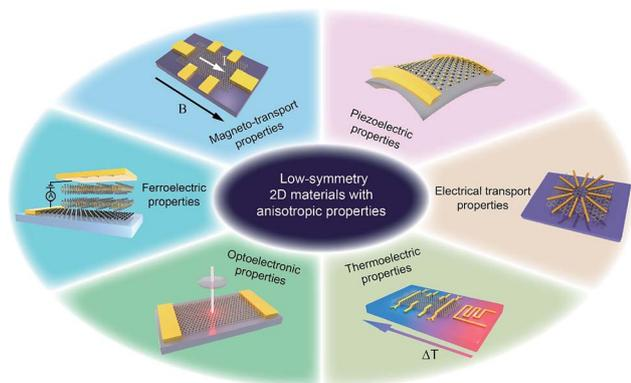 I
B
Magneto-transport
properties
Piezoelectric
properties
Ferroelectric
properties
A
Low-symmetry
2D materials with
anisotropic properties
Electrical transport
properties
Optoelectronic
properties
Thermoelectric
properties
ΔT